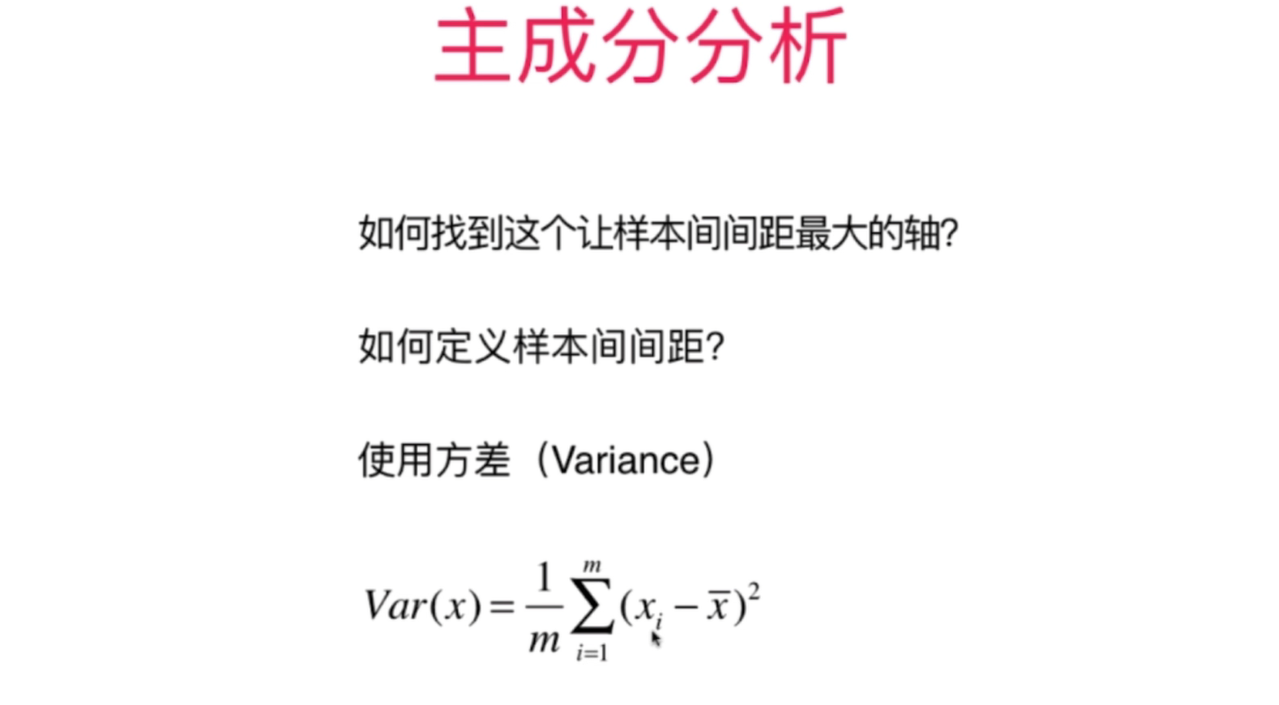 主成分分析
如何找到这个让样本间间距最大的轴?
如何定义样本间间距?
使用方差（Variance）
$Var(x) = \frac{1}{m}\sum_{i=1}^{m}(x_i - \overline{x})^2$